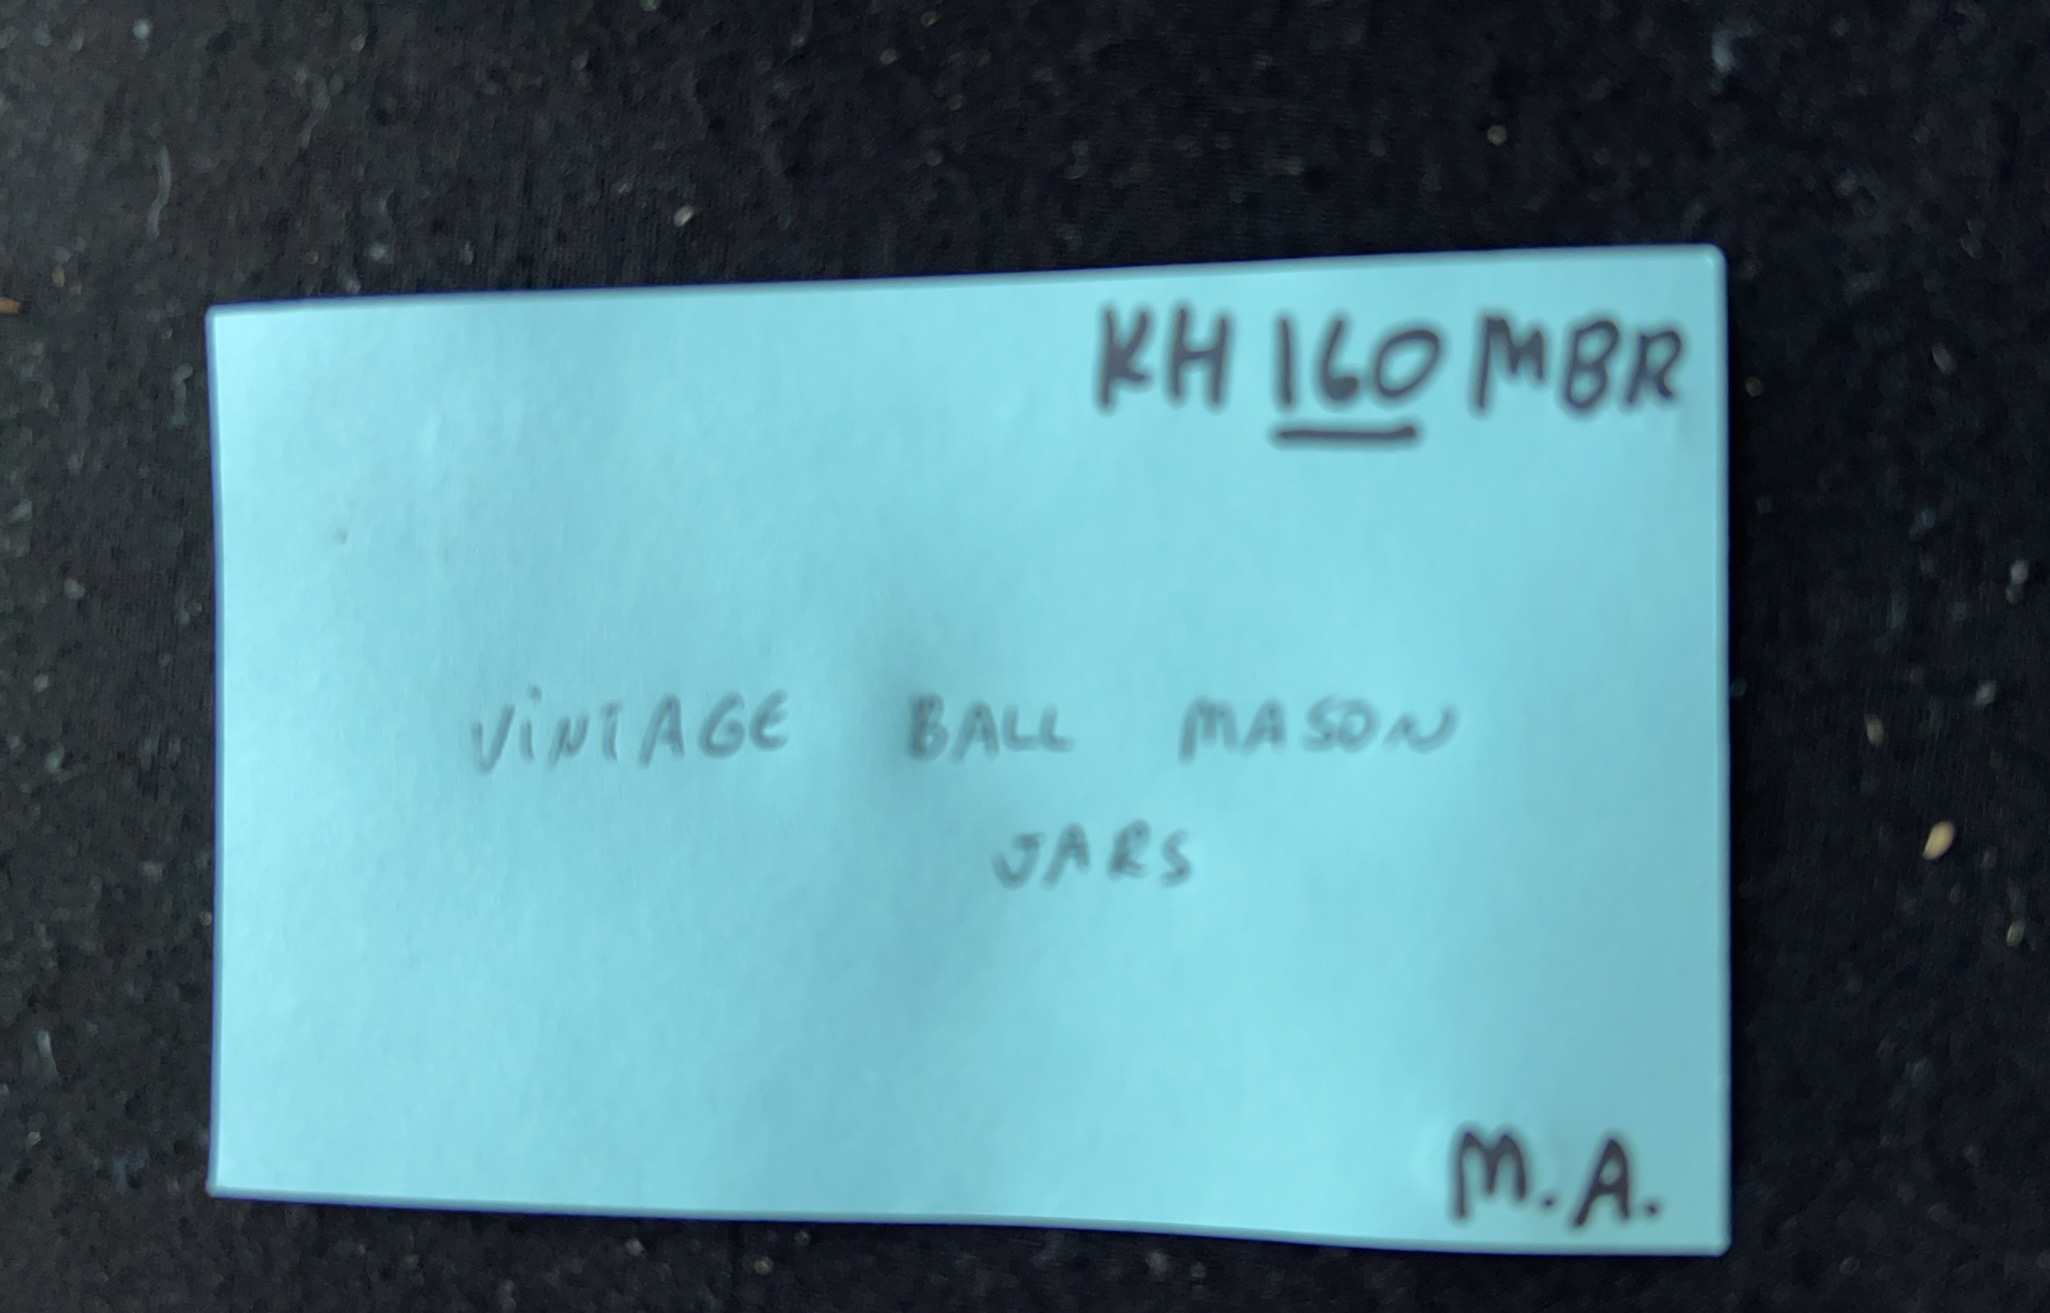 KH 160 MBR
ViNTAGE BALL MASON
JARS
M.A.